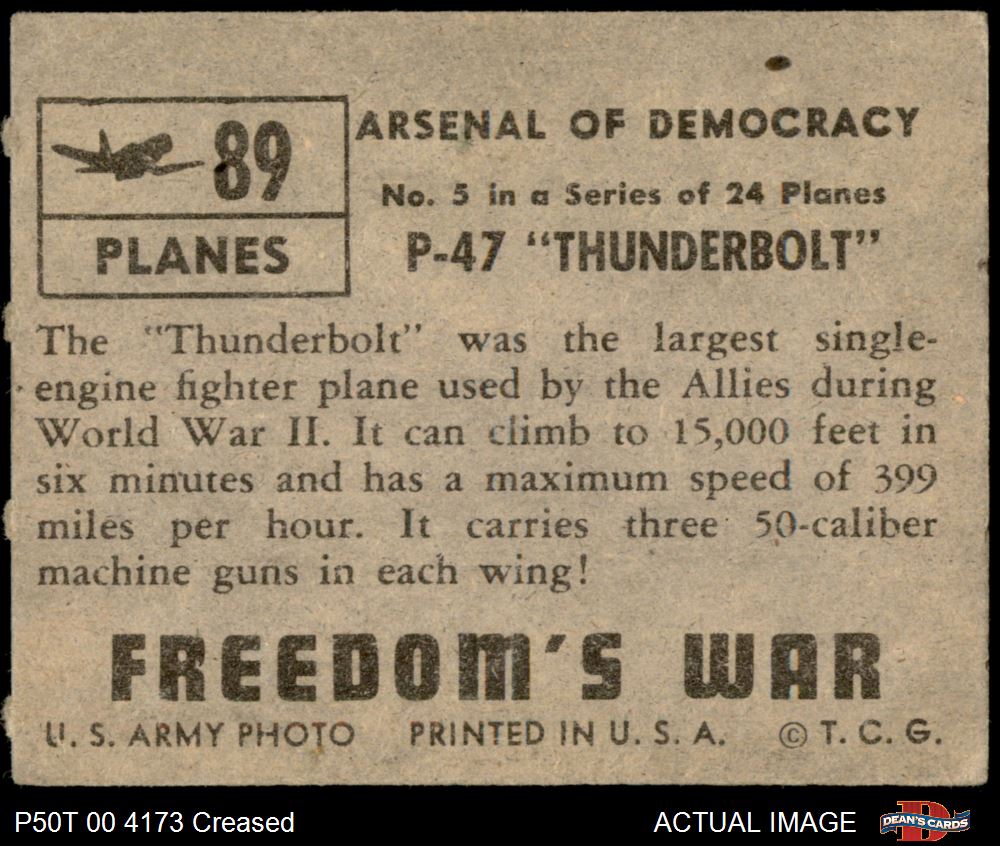 89
PLANES
ARSENAL OF DEMOCRACY
No. 5 in a Series of 24 Planes
P-47 "THUNDERBOLT"
The "Thunderbolt" was the largest single-
engine fighter plane used by the Allies during
World War II. It can climb to 15,000 feet in
six minutes and has a maximum speed of 399
miles per hour. It carries three 50-caliber
machine guns in each wing!
FREEDOM'S WAR
U. S. ARMY PHOTO PRINTED IN U. S. A. © T. C. G.
P50T 00 4173 Creased ACTUAL IMAGE D DEAN'S CARDS